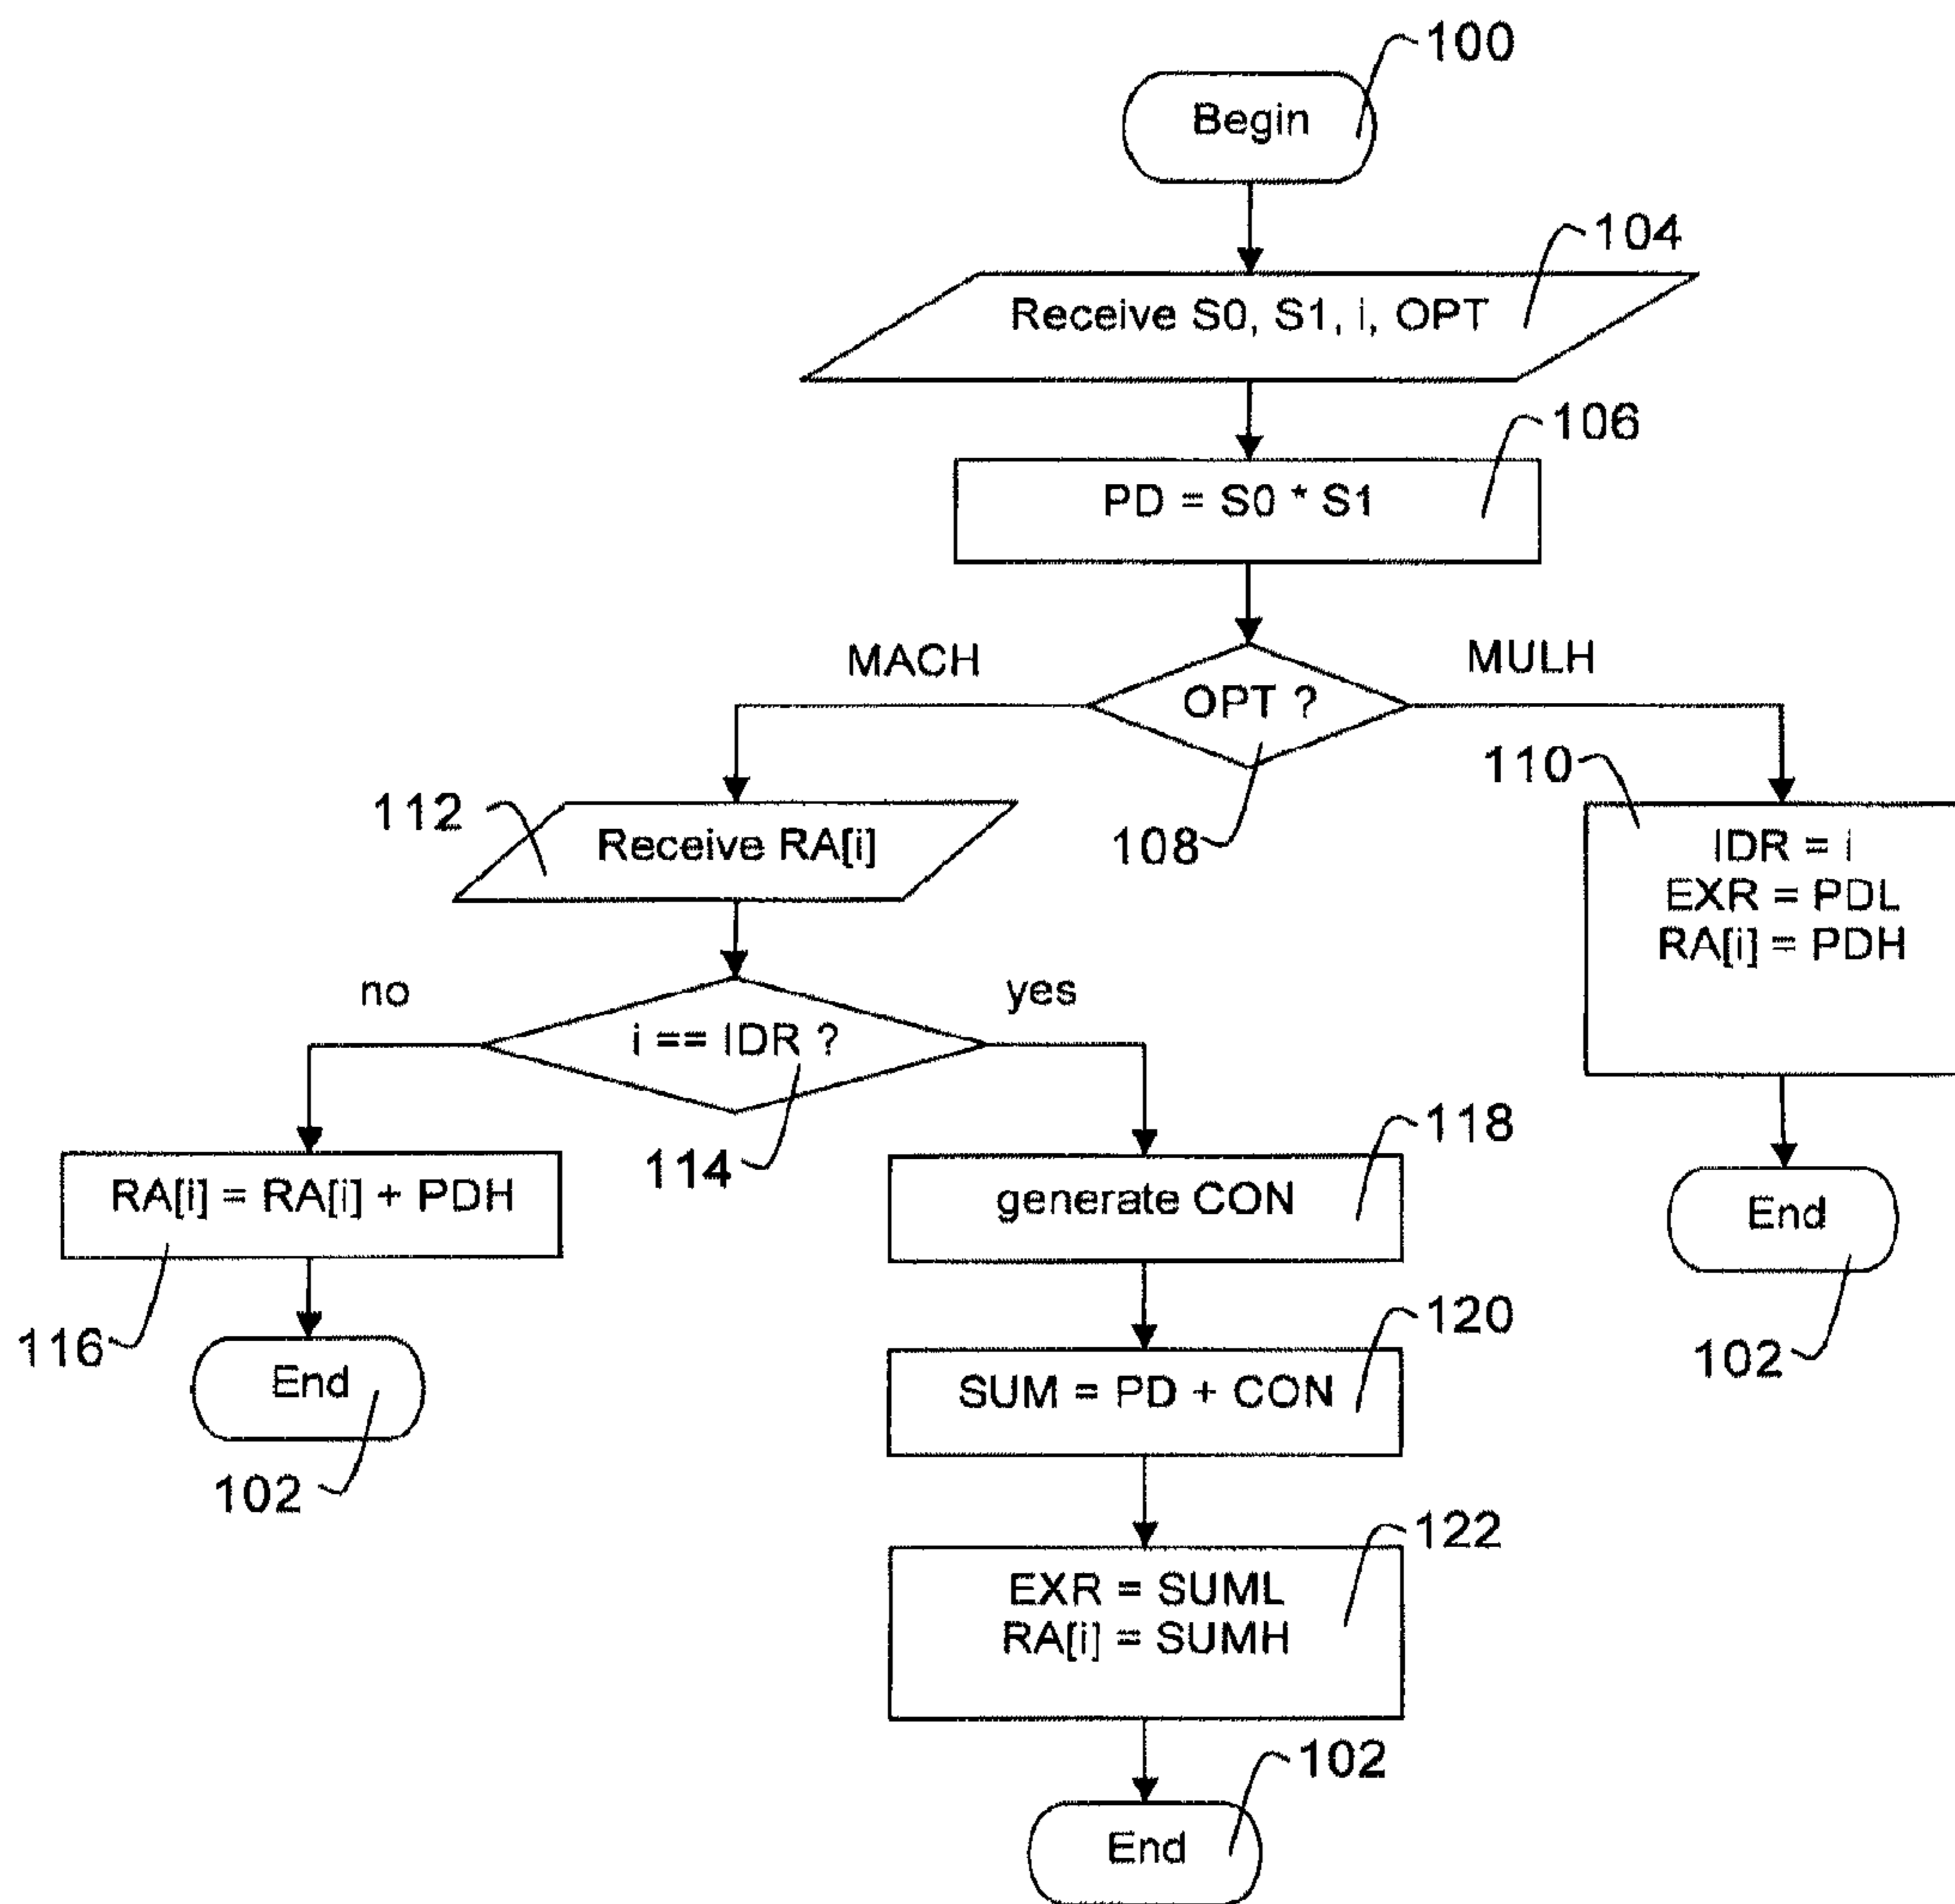 100
Begin
104
Receive S0, S1, i, OPT
106
PD = S0 * S1
MACH
MULH
OPT ?
108
110
IDR = i
EXR = PDL
RA[i] = PDH
112
Receive RA[i]
no
yes
i == IDR ?
114
118
RA[i] = RA[i] + PDH
116
generate CON
End
102
120
End
102
SUM = PD + CON
122
EXR = SUML
RA[i] = SUMH
102
End